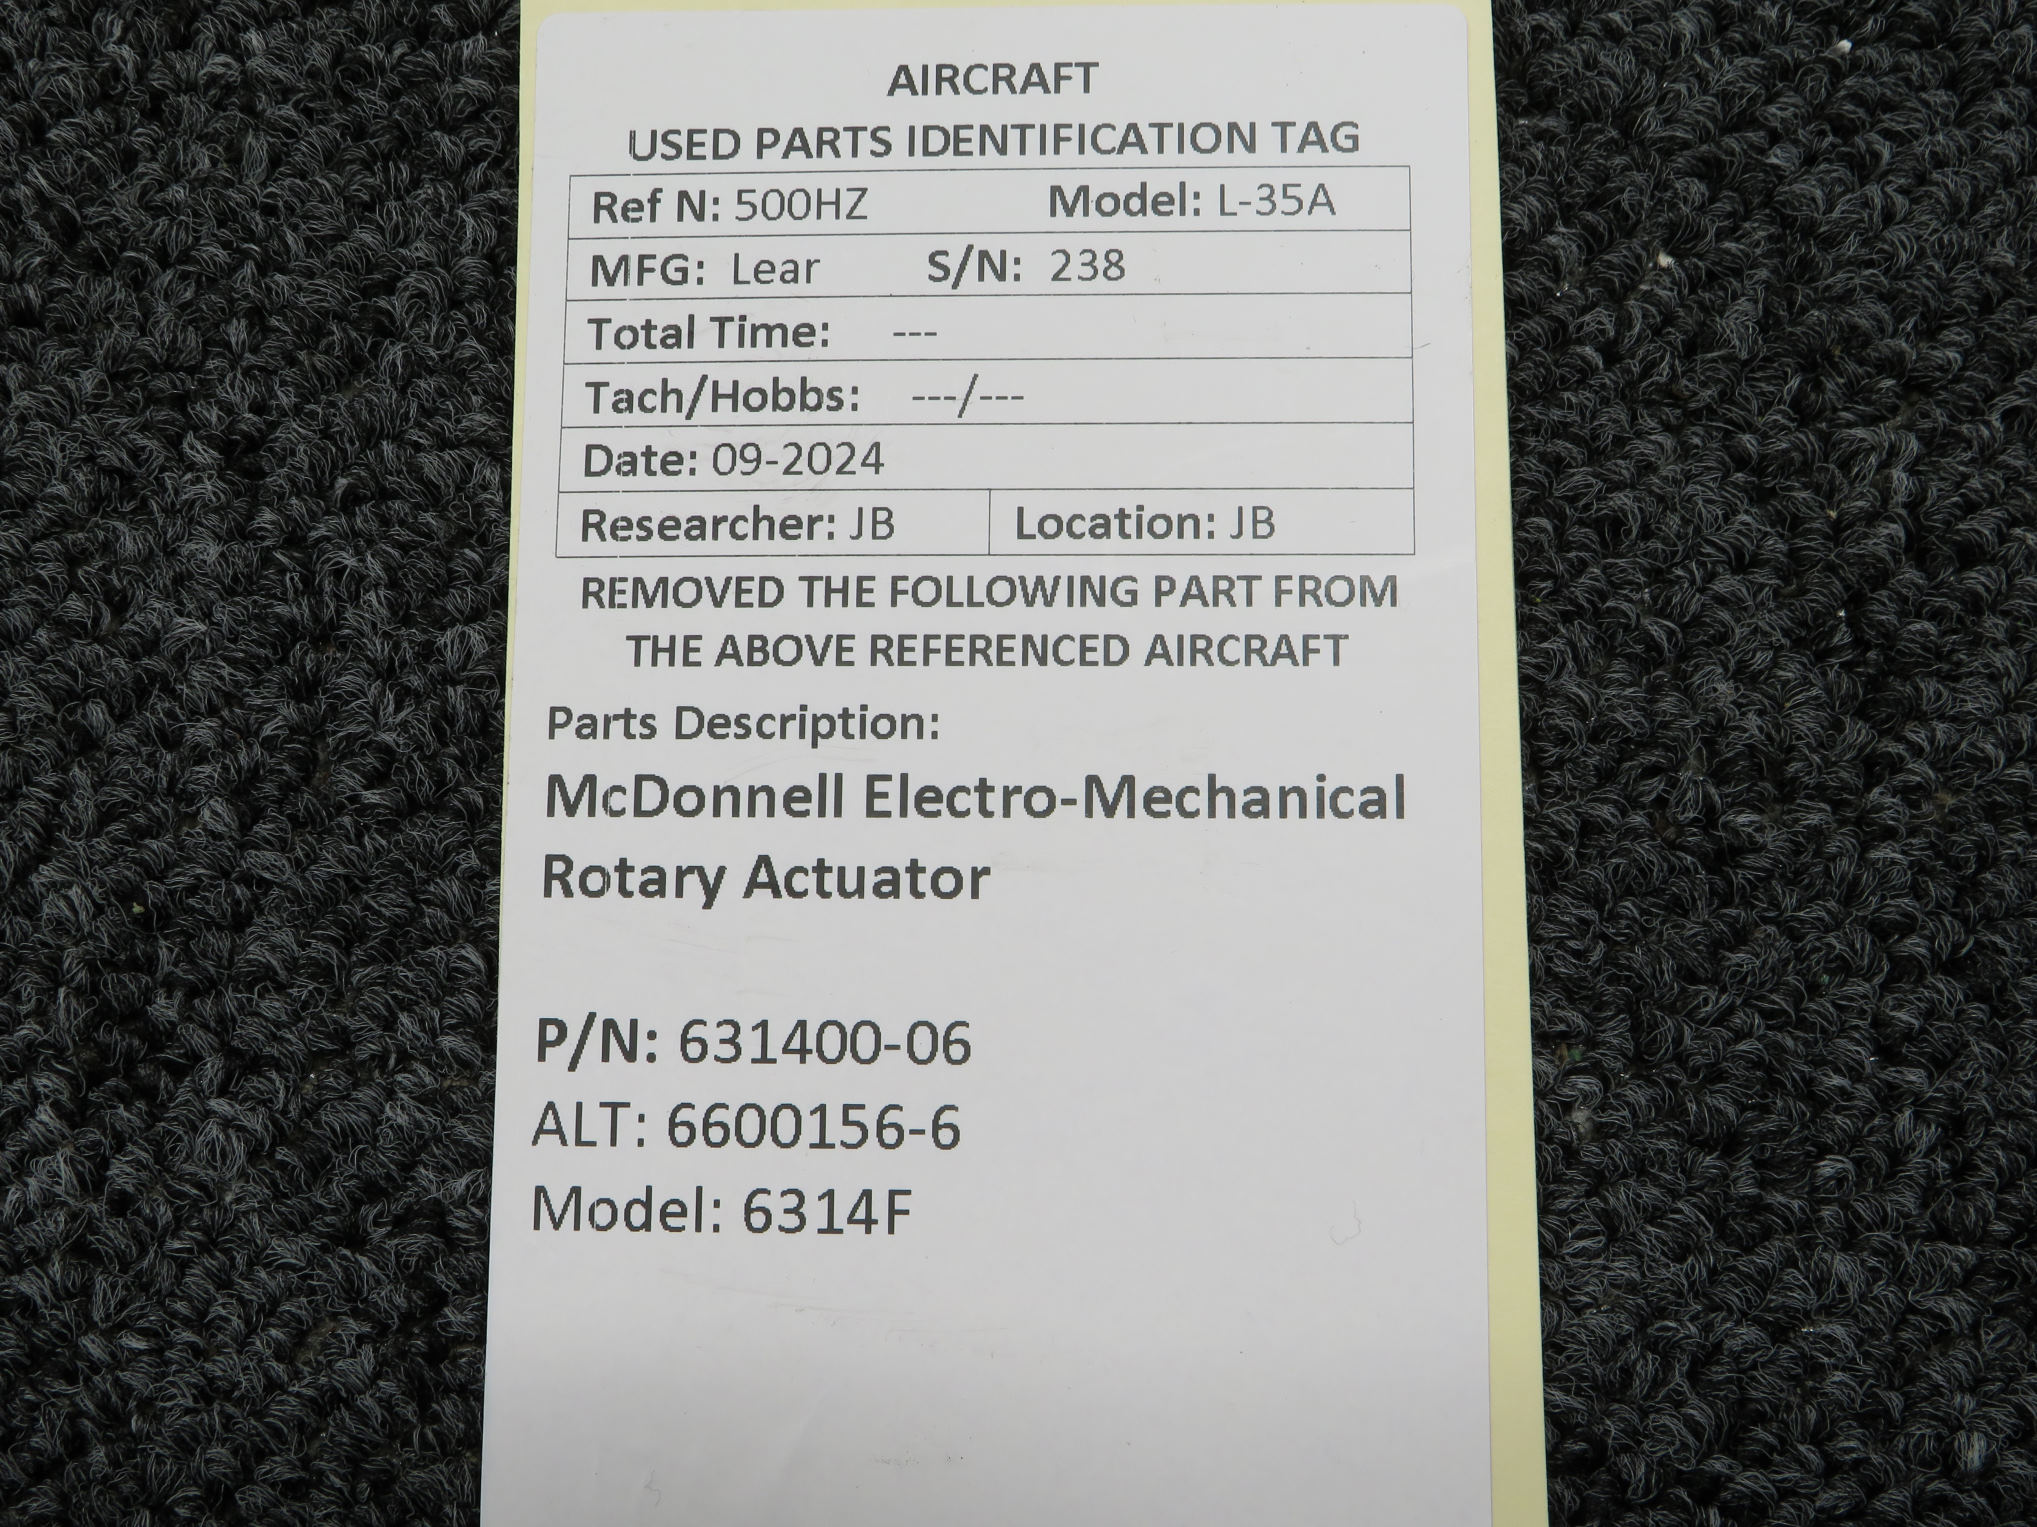 AIRCRAFT
USED PARTS IDENTIFICATION TAG
Ref N: 500HZ Model: L-35A
MFG: Lear S/N: 238
Total Time: ---
Tach/Hobbs: ---/---
Date: 09-2024
Researcher: JB Location: JB
REMOVED THE FOLLOWING PART FROM
THE ABOVE REFERENCED AIRCRAFT
Parts Description:
McDonnell Electro-Mechanical
Rotary Actuator
P/N: 631400-06
ALT: 6600156-6
Model: 6314F